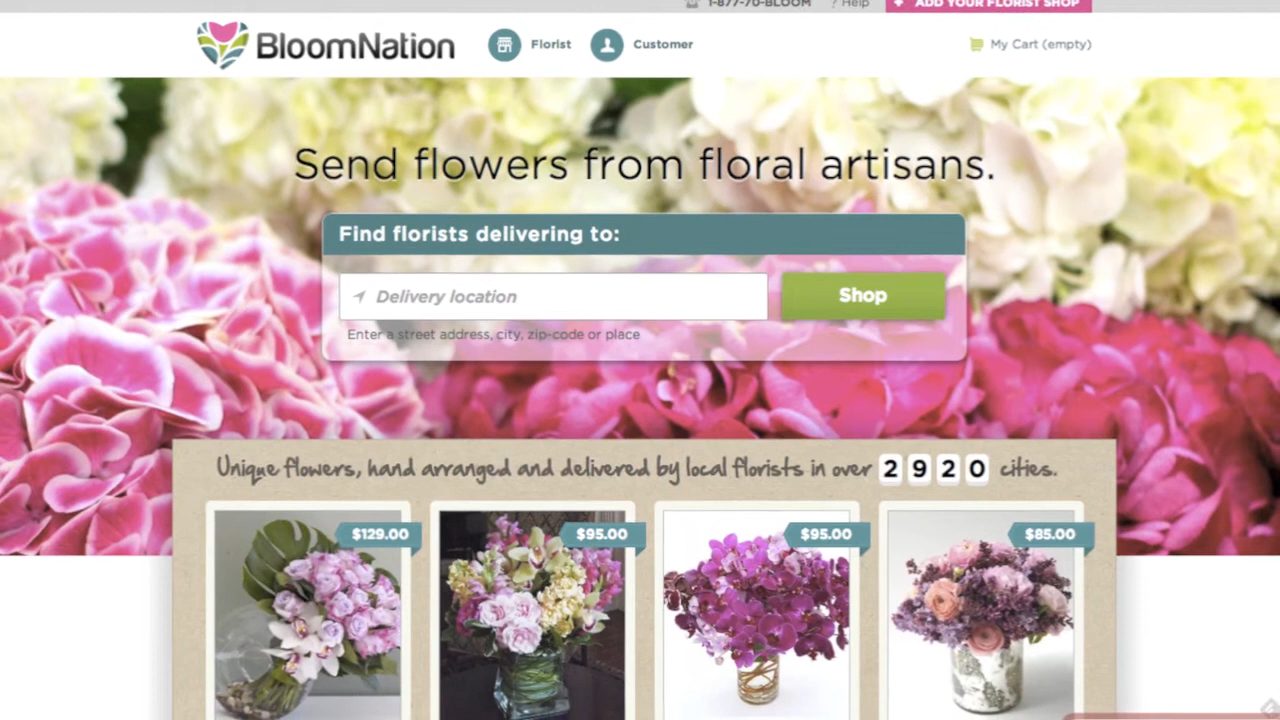 1-877-70-BLOOM ? Help + ADD YOUR FLORIST SHOP
BloomNation Florist Customer My Cart (empty)
Send flowers from floral artisans.
Find florists delivering to:
Delivery location Shop
Enter a street address, city, zip-code or place
Unique flowers, hand arranged and delivered by local florists in over 2920 cities.
$129.00 $95.00 $95.00 $85.00